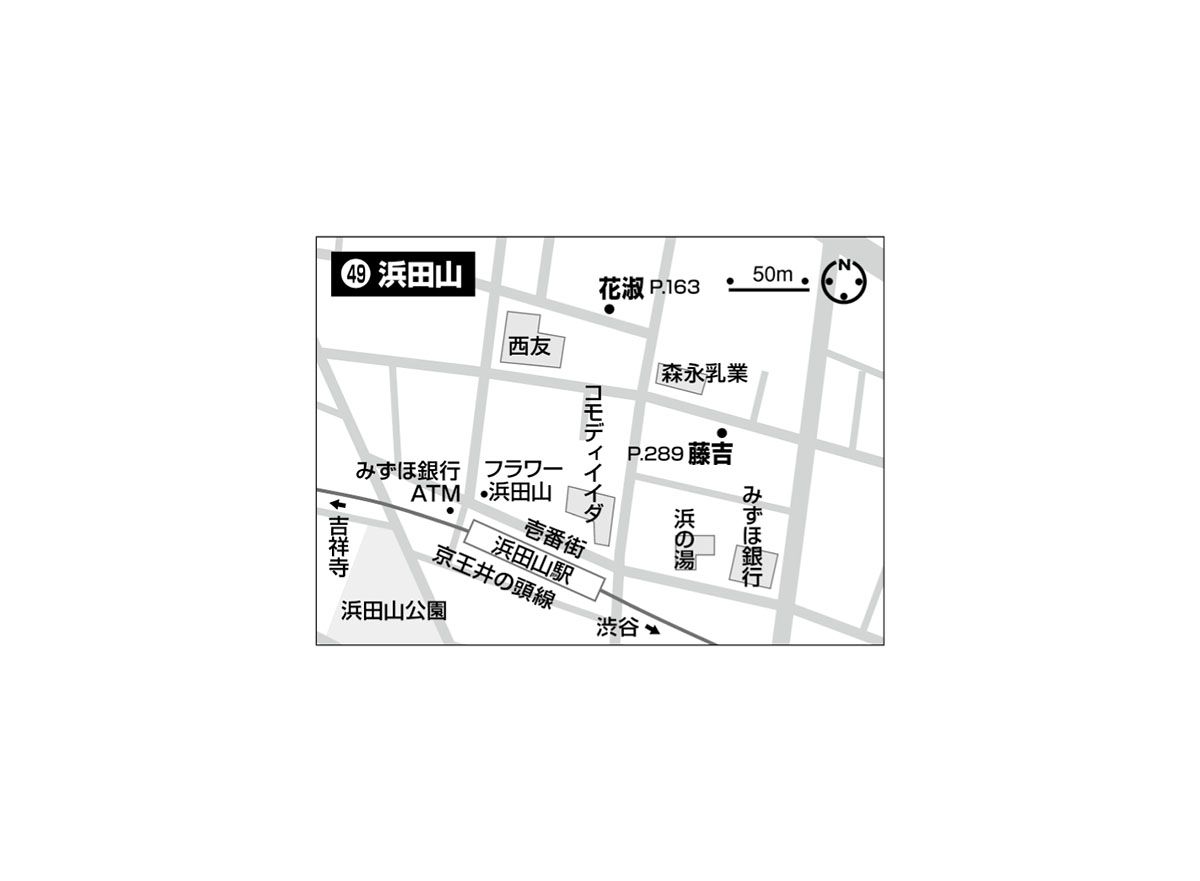 49 浜田山
花淑 P.163
50m
N
西友
森永乳業
コモディイイダ
P.289 藤吉
みずほ銀行
ATM
フラワー
浜田山
みずほ銀行
浜の湯
壱番街
浜田山駅
京王井の頭線
吉祥寺
浜田山公園
渋谷